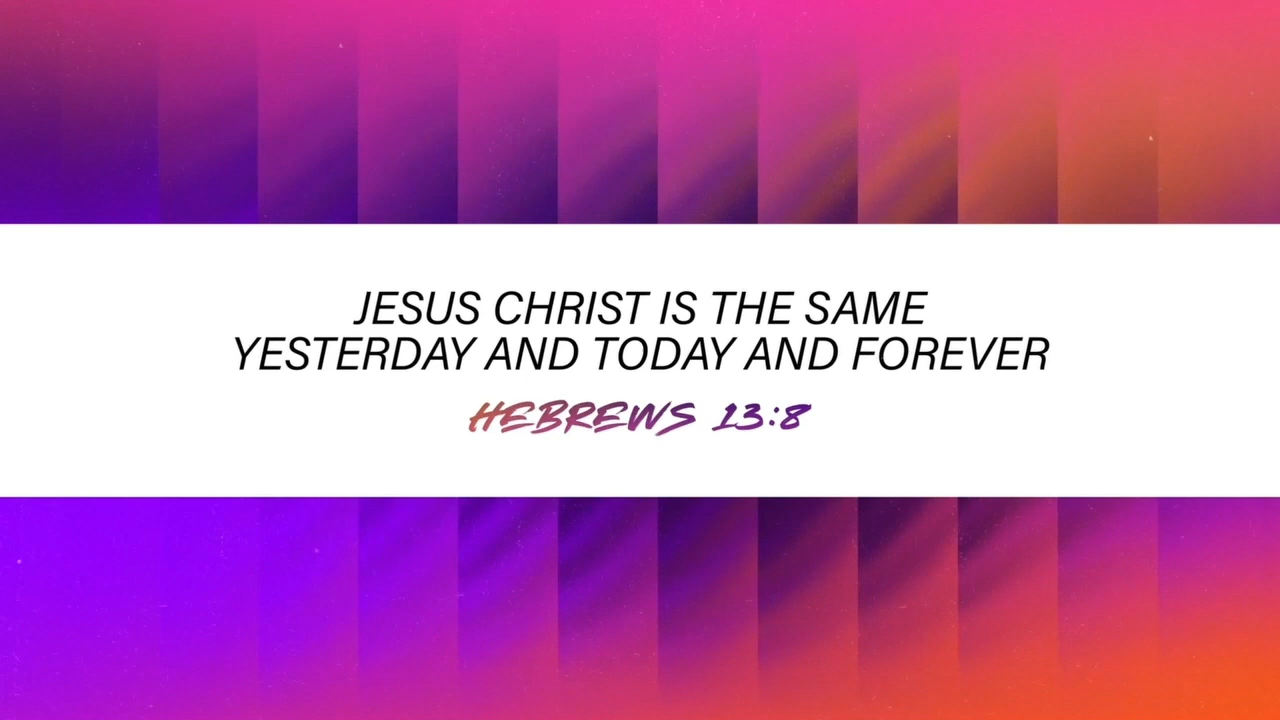 JESUS CHRIST IS THE SAME
YESTERDAY AND TODAY AND FOREVER
HEBREWS 13:8